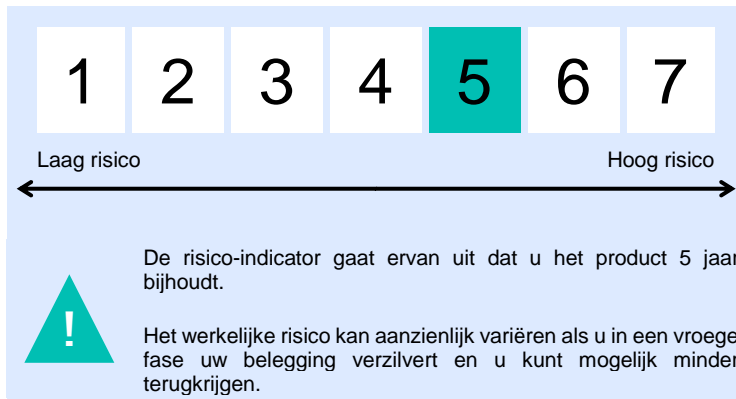 1 2 3 4 5 6 7
Laag risico Hoog risico
De risico-indicator gaat ervan uit dat u het product 5 jaar
bijhoudt.
!
Het werkelijke risico kan aanzienlijk variëren als u in een vroege
fase uw belegging verzilvert en u kunt mogelijk minder
terugkrijgen.